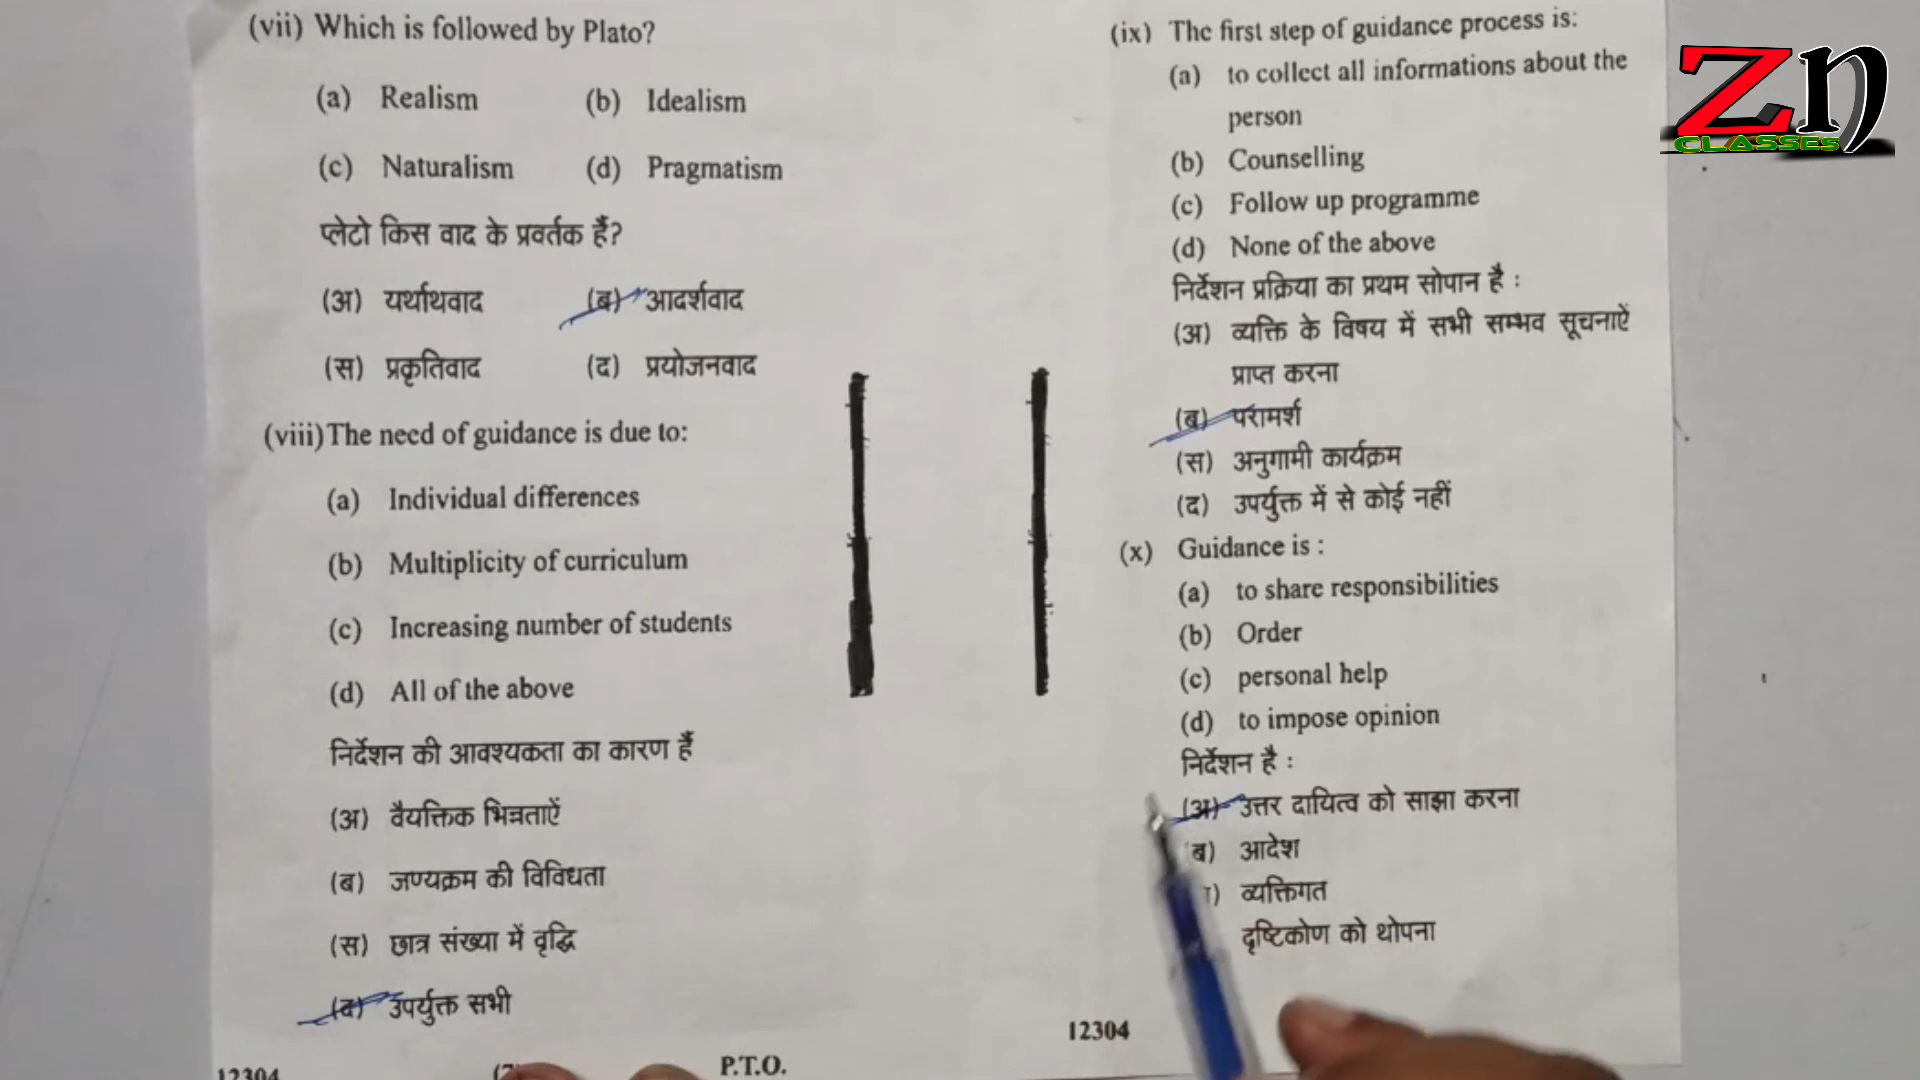 (vii) Which is followed by Plato?
(a) Realism (b) Idealism
(c) Naturalism (d) Pragmatism
प्लेटो किस वाद के प्रवर्तक हैं?
(अ) यर्थाथवाद (ब) आदर्शवाद
(स) प्रकृतिवाद (द) प्रयोजनवाद
(viii) The need of guidance is due to:
(a) Individual differences
(b) Multiplicity of curriculum
(c) Increasing number of students
(d) All of the above
निर्देशन की आवश्यकता का कारण हैं
(अ) वैयक्तिक भिन्नताऐं
(ब) जण्यक्रम की विविधता
(स) छात्र संख्या में वृद्धि
(द) उपर्युक्त सभी
12304
P.T.O.
(ix) The first step of guidance process is:
(a) to collect all informations about the
person
(b) Counselling
(c) Follow up programme
(d) None of the above
निर्देशन प्रक्रिया का प्रथम सोपान है :
(अ) व्यक्ति के विषय में सभी सम्भव सूचनाऐं
प्राप्त करना
(ब) परामर्श
(स) अनुगामी कार्यक्रम
(द) उपर्युक्त में से कोई नहीं
(x) Guidance is :
(a) to share responsibilities
(b) Order
(c) personal help
(d) to impose opinion
निर्देशन है :
(अ) उत्तर दायित्व को साझा करना
ब) आदेश
) व्यक्तिगत
दृष्टिकोण को थोपना
12304
Zn
CLASSES